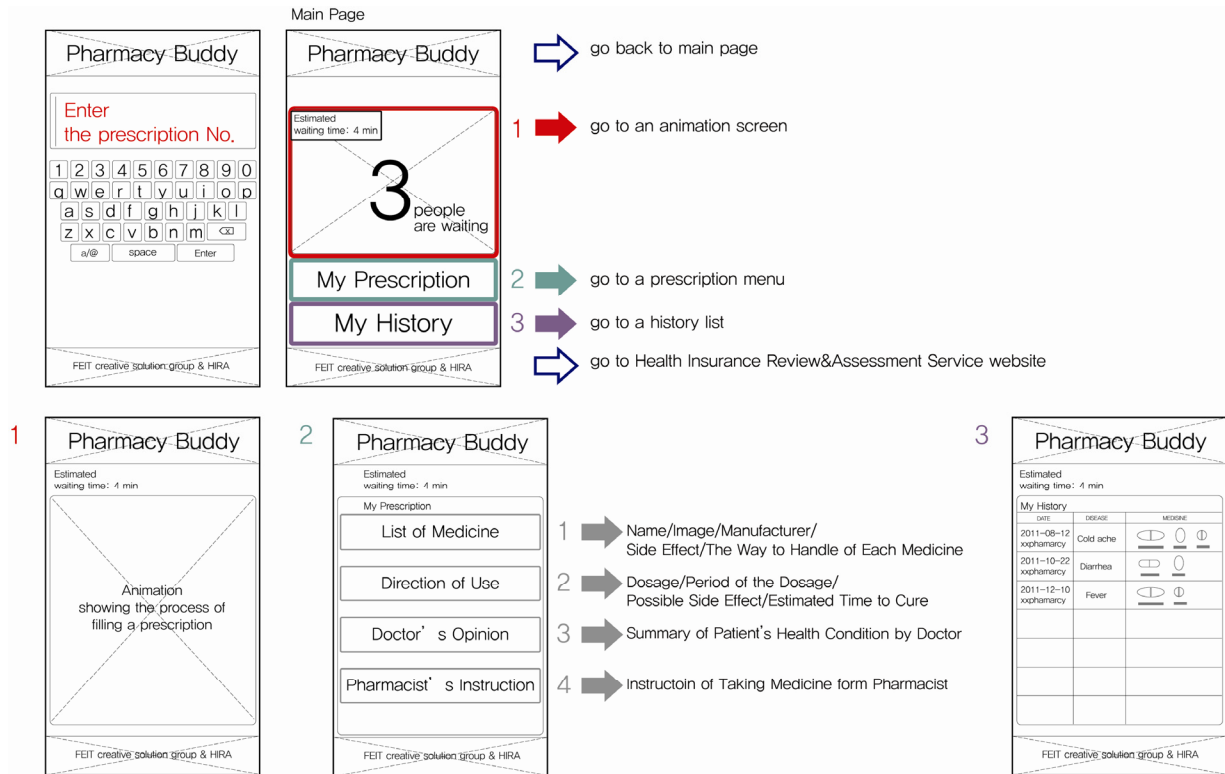 Main Page
Pharmacy Buddy
Enter
the prescription No.
1 2 3 4 5 6 7 8 9 0
q w e r t y u i o p
a s d f g h j k l
z x c v b n m
a/@ space Enter
FEIT creative solution group & HIRA
Pharmacy Buddy
Estimated
waiting time: 4 min
3
people
are waiting
My Prescription
My History
FEIT creative solution group & HIRA
go back to main page
1 go to an animation screen
2 go to a prescription menu
3 go to a history list
go to Health Insurance Review&Assessment Service website
1
Pharmacy Buddy
Estimated
waiting time: 4 min
Animation
showing the process of
filling a prescription
FEIT creative solution group & HIRA
2
Pharmacy Buddy
Estimated
waiting time: 4 min
My Prescription
List of Medicine
Direction of Use
Doctor's Opinion
Pharmacist's Instruction
FEIT creative solution group & HIRA
1 Name/Image/Manufacturer/
Side Effect/The Way to Handle of Each Medicine
2 Dosage/Period of the Dosage/
Possible Side Effect/Estimated Time to Cure
3 Summary of Patient's Health Condition by Doctor
4 Instructoin of Taking Medicine form Pharmacist
3
Pharmacy Buddy
Estimated
waiting time: 4 min
My History
DATE DISEASE MEDISINE
2011-08-12
xxphamarcy Cold ache
2011-10-22
xxphamarcy Diarrhea
2011-12-10
xxphamarcy Fever
FEIT creative solution group & HIRA